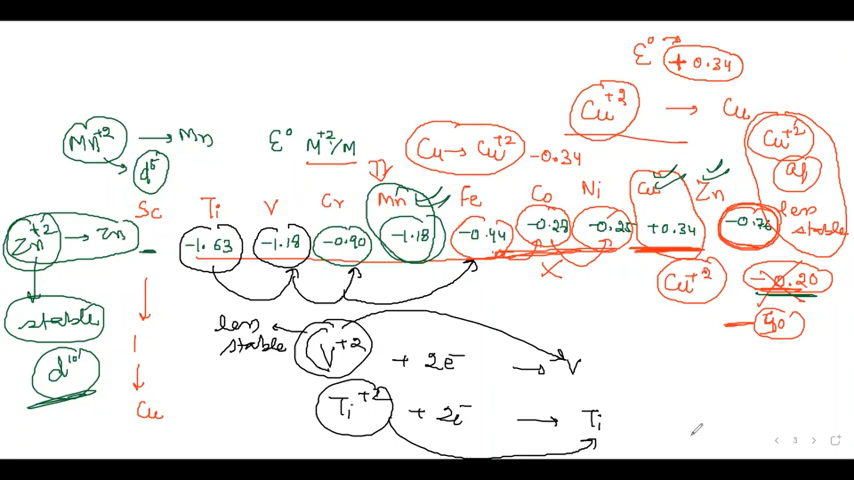 ε° + 0.34
Cu+2 → Cu
Mn+2 → Mn
ε° M+2/M
Cu → Cu+2 -0.34
Cu+2
d5
aq
less stable
Sc Ti V Cr Mn Fe Co Ni Cu Zn
Zn+2 → Zn
-1.63 -1.18 -0.90 -1.18 -0.44 -0.28 -0.25 +0.34 -0.76
Cu+2
-0.20
stable
less stable
V+2 + 2e- → V
d10
Cu
Ti+2 + 2e- → Ti
3